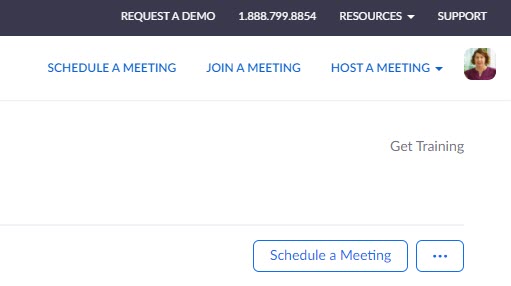 REQUEST A DEMO 1.888.799.8854 RESOURCES SUPPORT
SCHEDULE A MEETING JOIN A MEETING HOST A MEETING
Get Training
Schedule a Meeting ...